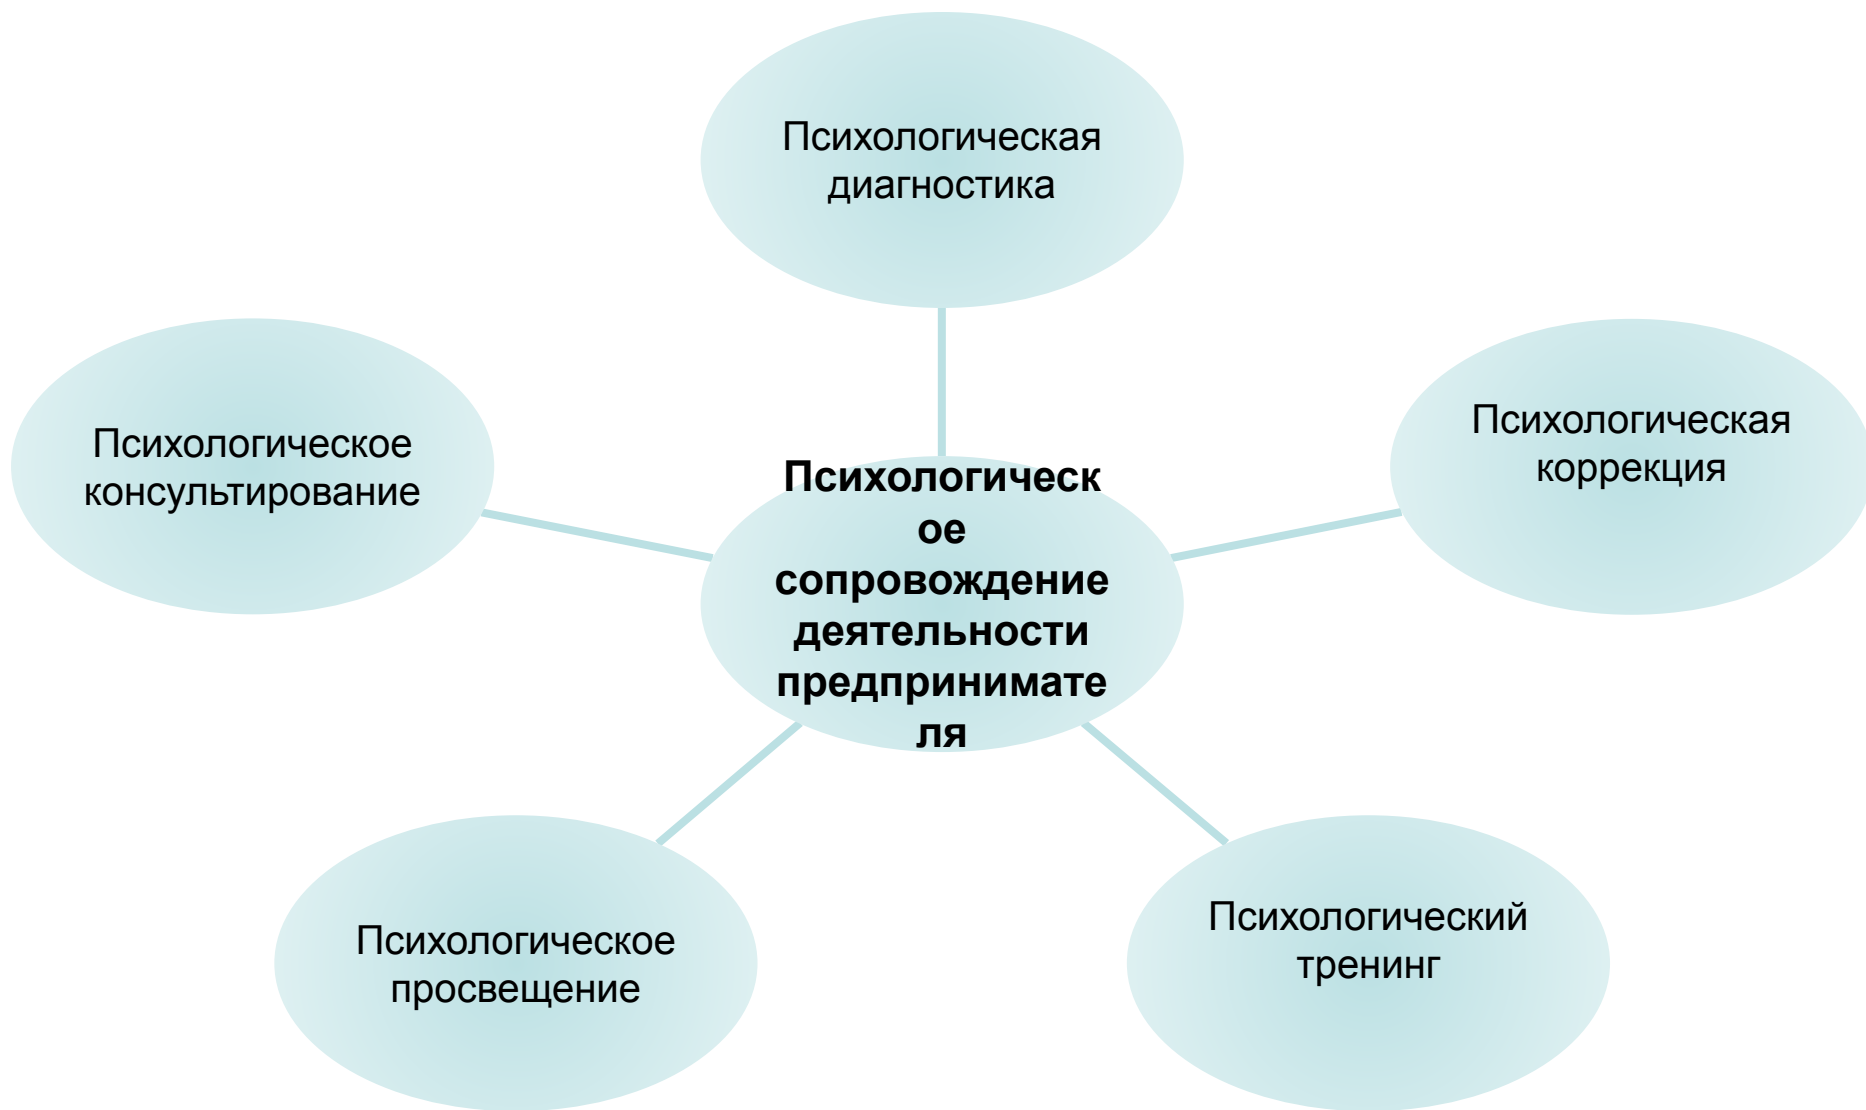 Психологическая
диагностика
Психологическое
консультирование
Психологическая
коррекция
Психологическ
ое
сопровождение
деятельности
предпринимате
ля
Психологическое
просвещение
Психологический
тренинг